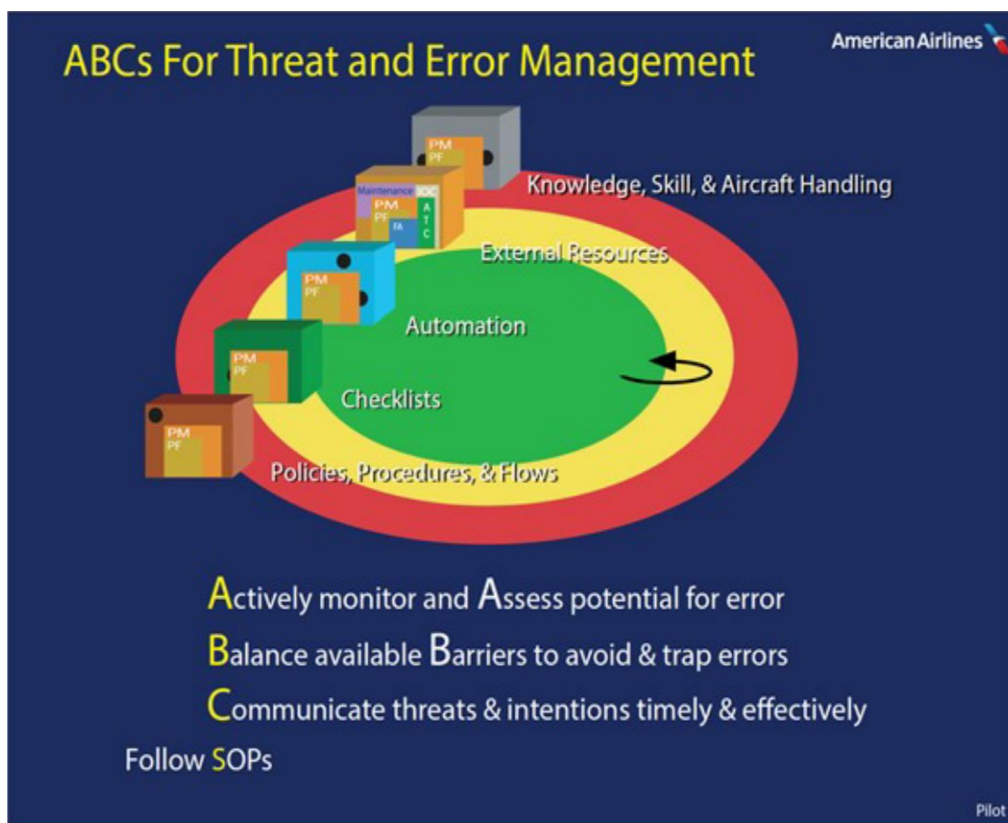 American Airlines
ABCs For Threat and Error Management
PM
PF
Knowledge, Skill, & Aircraft Handling
Maintenance
PM
PF
FA
ATC
External Resources
PM
PF
Automation
PM
PF
Checklists
PM
PF
Policies, Procedures, & Flows
Actively monitor and Assess potential for error
Balance available Barriers to avoid & trap errors
Communicate threats & intentions timely & effectively
Follow SOPs
Pilot